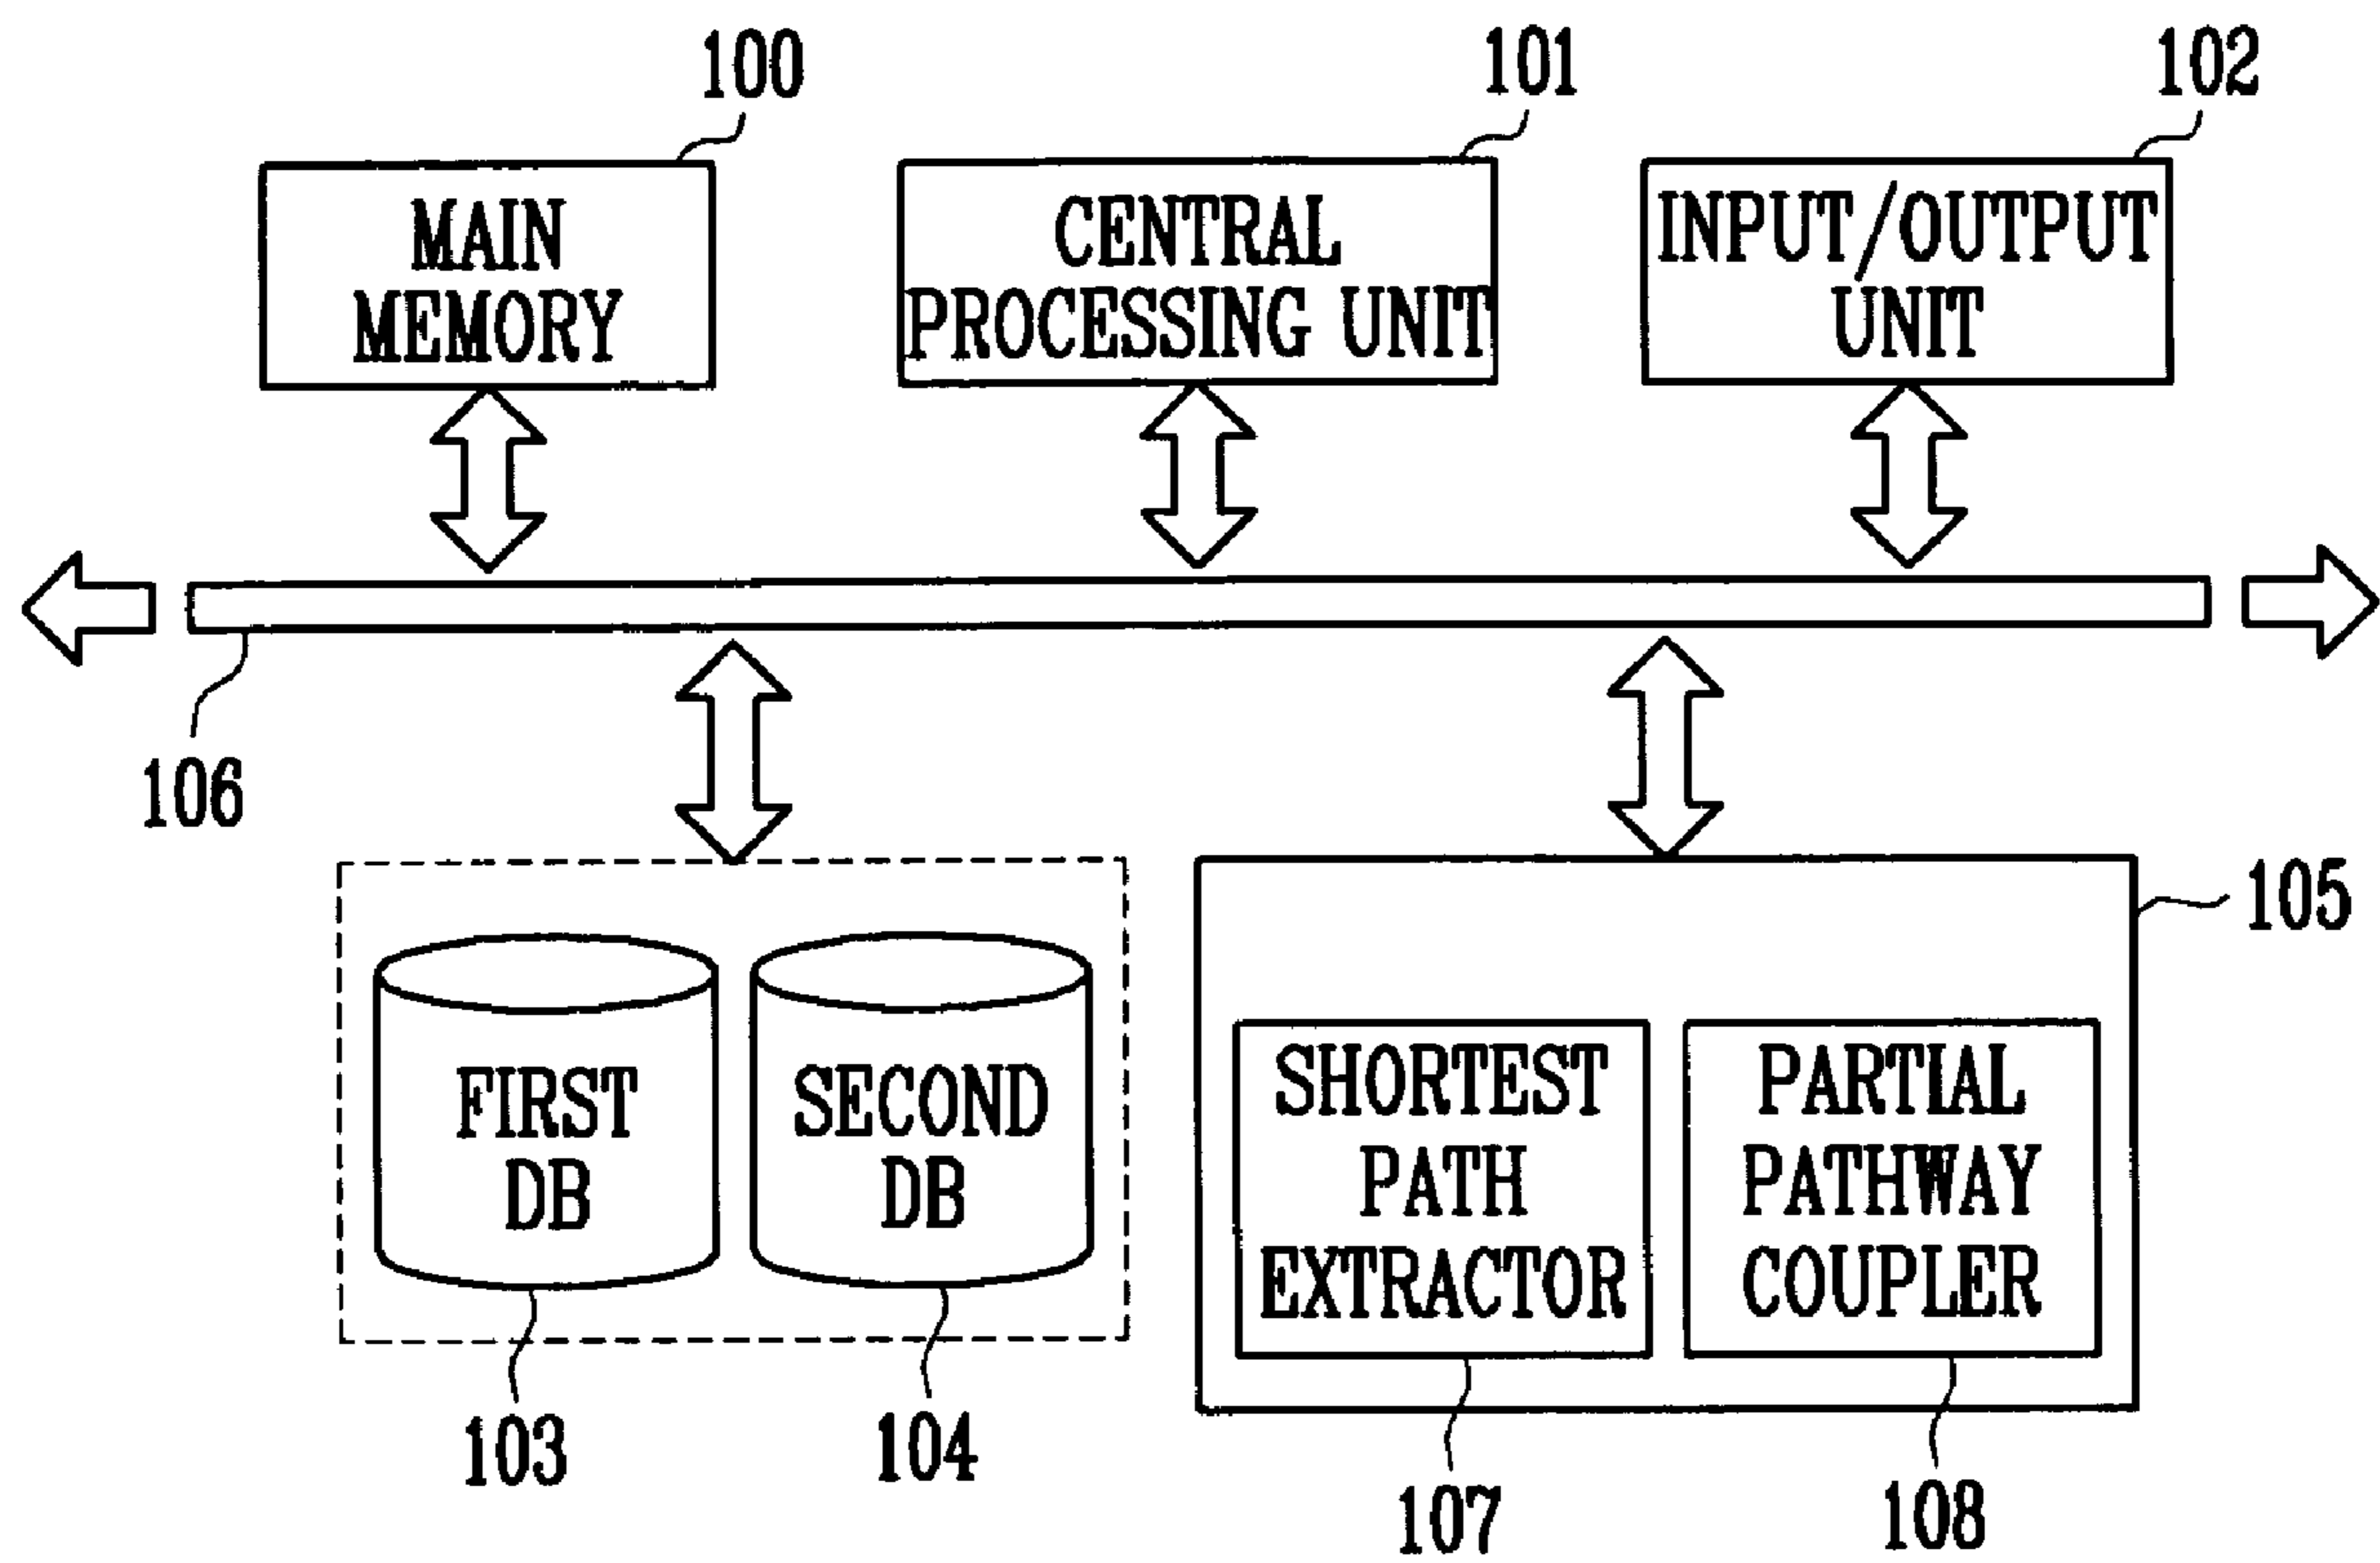 100
101
102
MAIN
MEMORY
CENTRAL
PROCESSING UNIT
INPUT/OUTPUT
UNIT
106
105
FIRST
DB
SECOND
DB
SHORTEST
PATH
EXTRACTOR
PARTIAL
PATHWAY
COUPLER
103
104
107
108